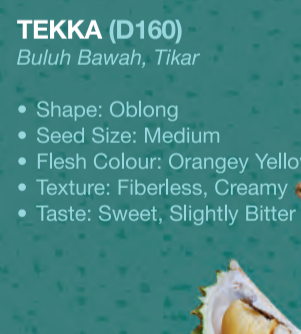 TEKKA (D160)
Buluh Bawah, Tikar
• Shape: Oblong
• Seed Size: Medium
• Flesh Colour: Orangey Yello
• Texture: Fiberless, Creamy
• Taste: Sweet, Slightly Bitter